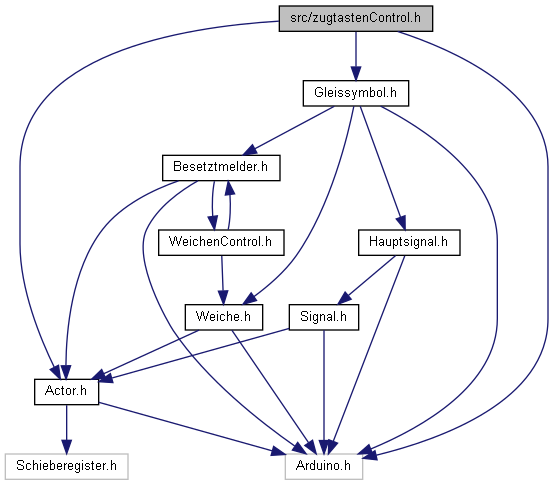 src/zugtastenControl.h
Gleissymbol.h
Besetztmelder.h
WeichenControl.h
Hauptsignal.h
Weiche.h
Signal.h
Actor.h
Schieberegister.h
Arduino.h